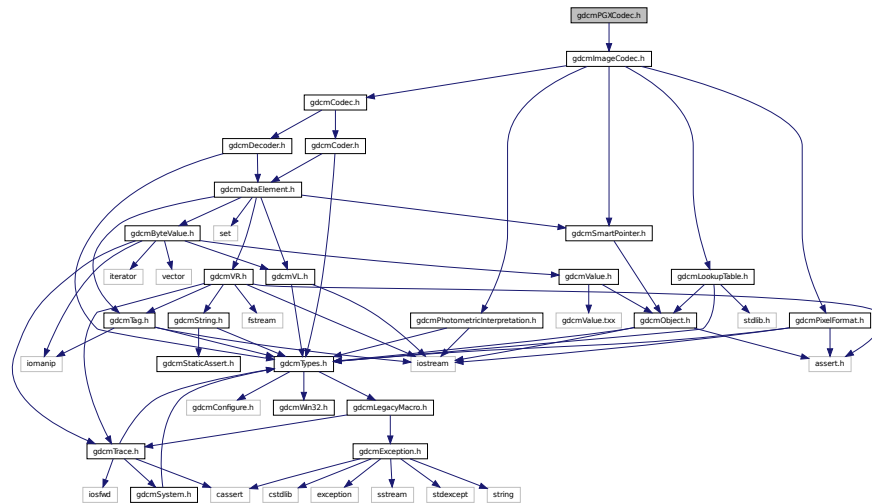 gdcmPGXCodec.h
gdcmImageCodec.h
gdcmCodec.h
gdcmDecoder.h
gdcmCoder.h
gdcmDataElement.h
gdcmByteValue.h
set
gdcmSmartPointer.h
iterator
vector
gdcmVR.h
gdcmVL.h
gdcmValue.h
gdcmLookupTable.h
gdcmTag.h
gdcmString.h
fstream
gdcmPhotometricInterpretation.h
gdcmValue.txx
gdcmObject.h
stdlib.h
gdcmPixelFormat.h
iomanip
gdcmStaticAssert.h
gdcmTypes.h
iostream
assert.h
gdcmConfigure.h
gdcmWin32.h
gdcmLegacyMacro.h
gdcmTrace.h
gdcmException.h
iosfwd
gdcmSystem.h
cassert
cstdlib
exception
sstream
stdexcept
string